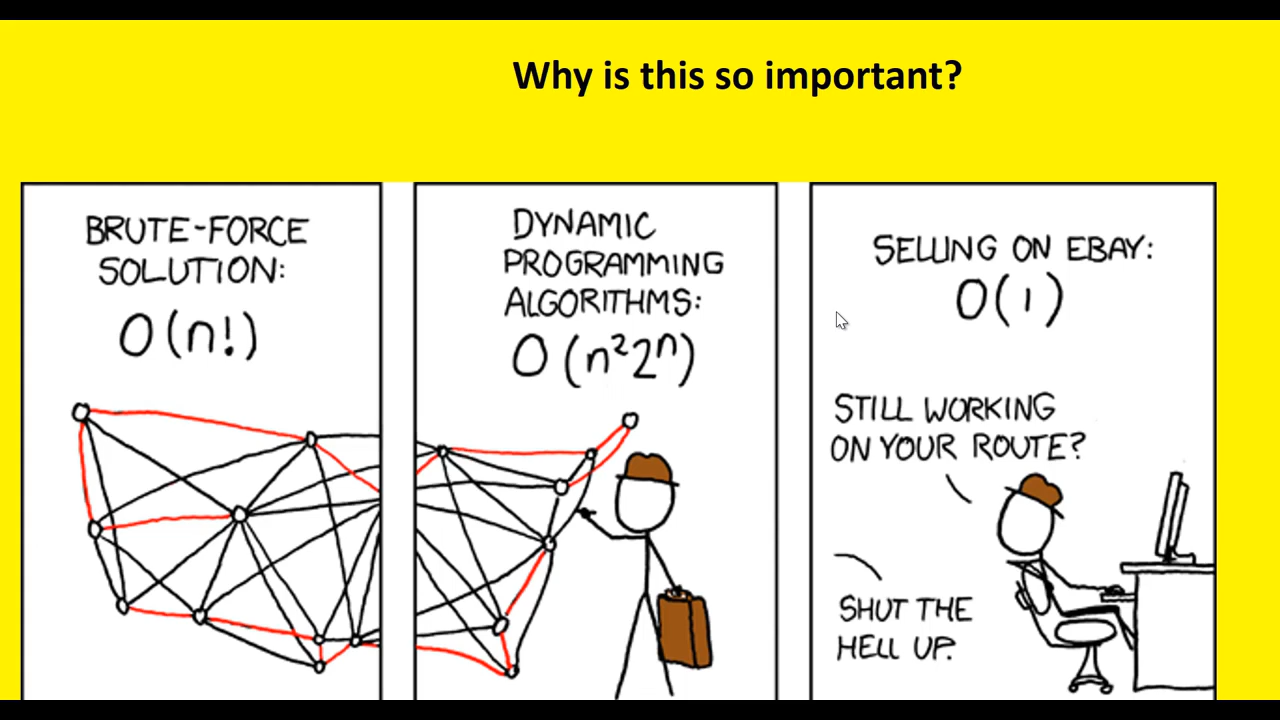 Why is this so important?
BRUTE-FORCE
SOLUTION:
O(n!)
DYNAMIC
PROGRAMMING
ALGORITHMS:
O(n²2ⁿ)
SELLING ON EBAY:
O(1)
STILL WORKING
ON YOUR ROUTE?
SHUT THE
HELL UP.